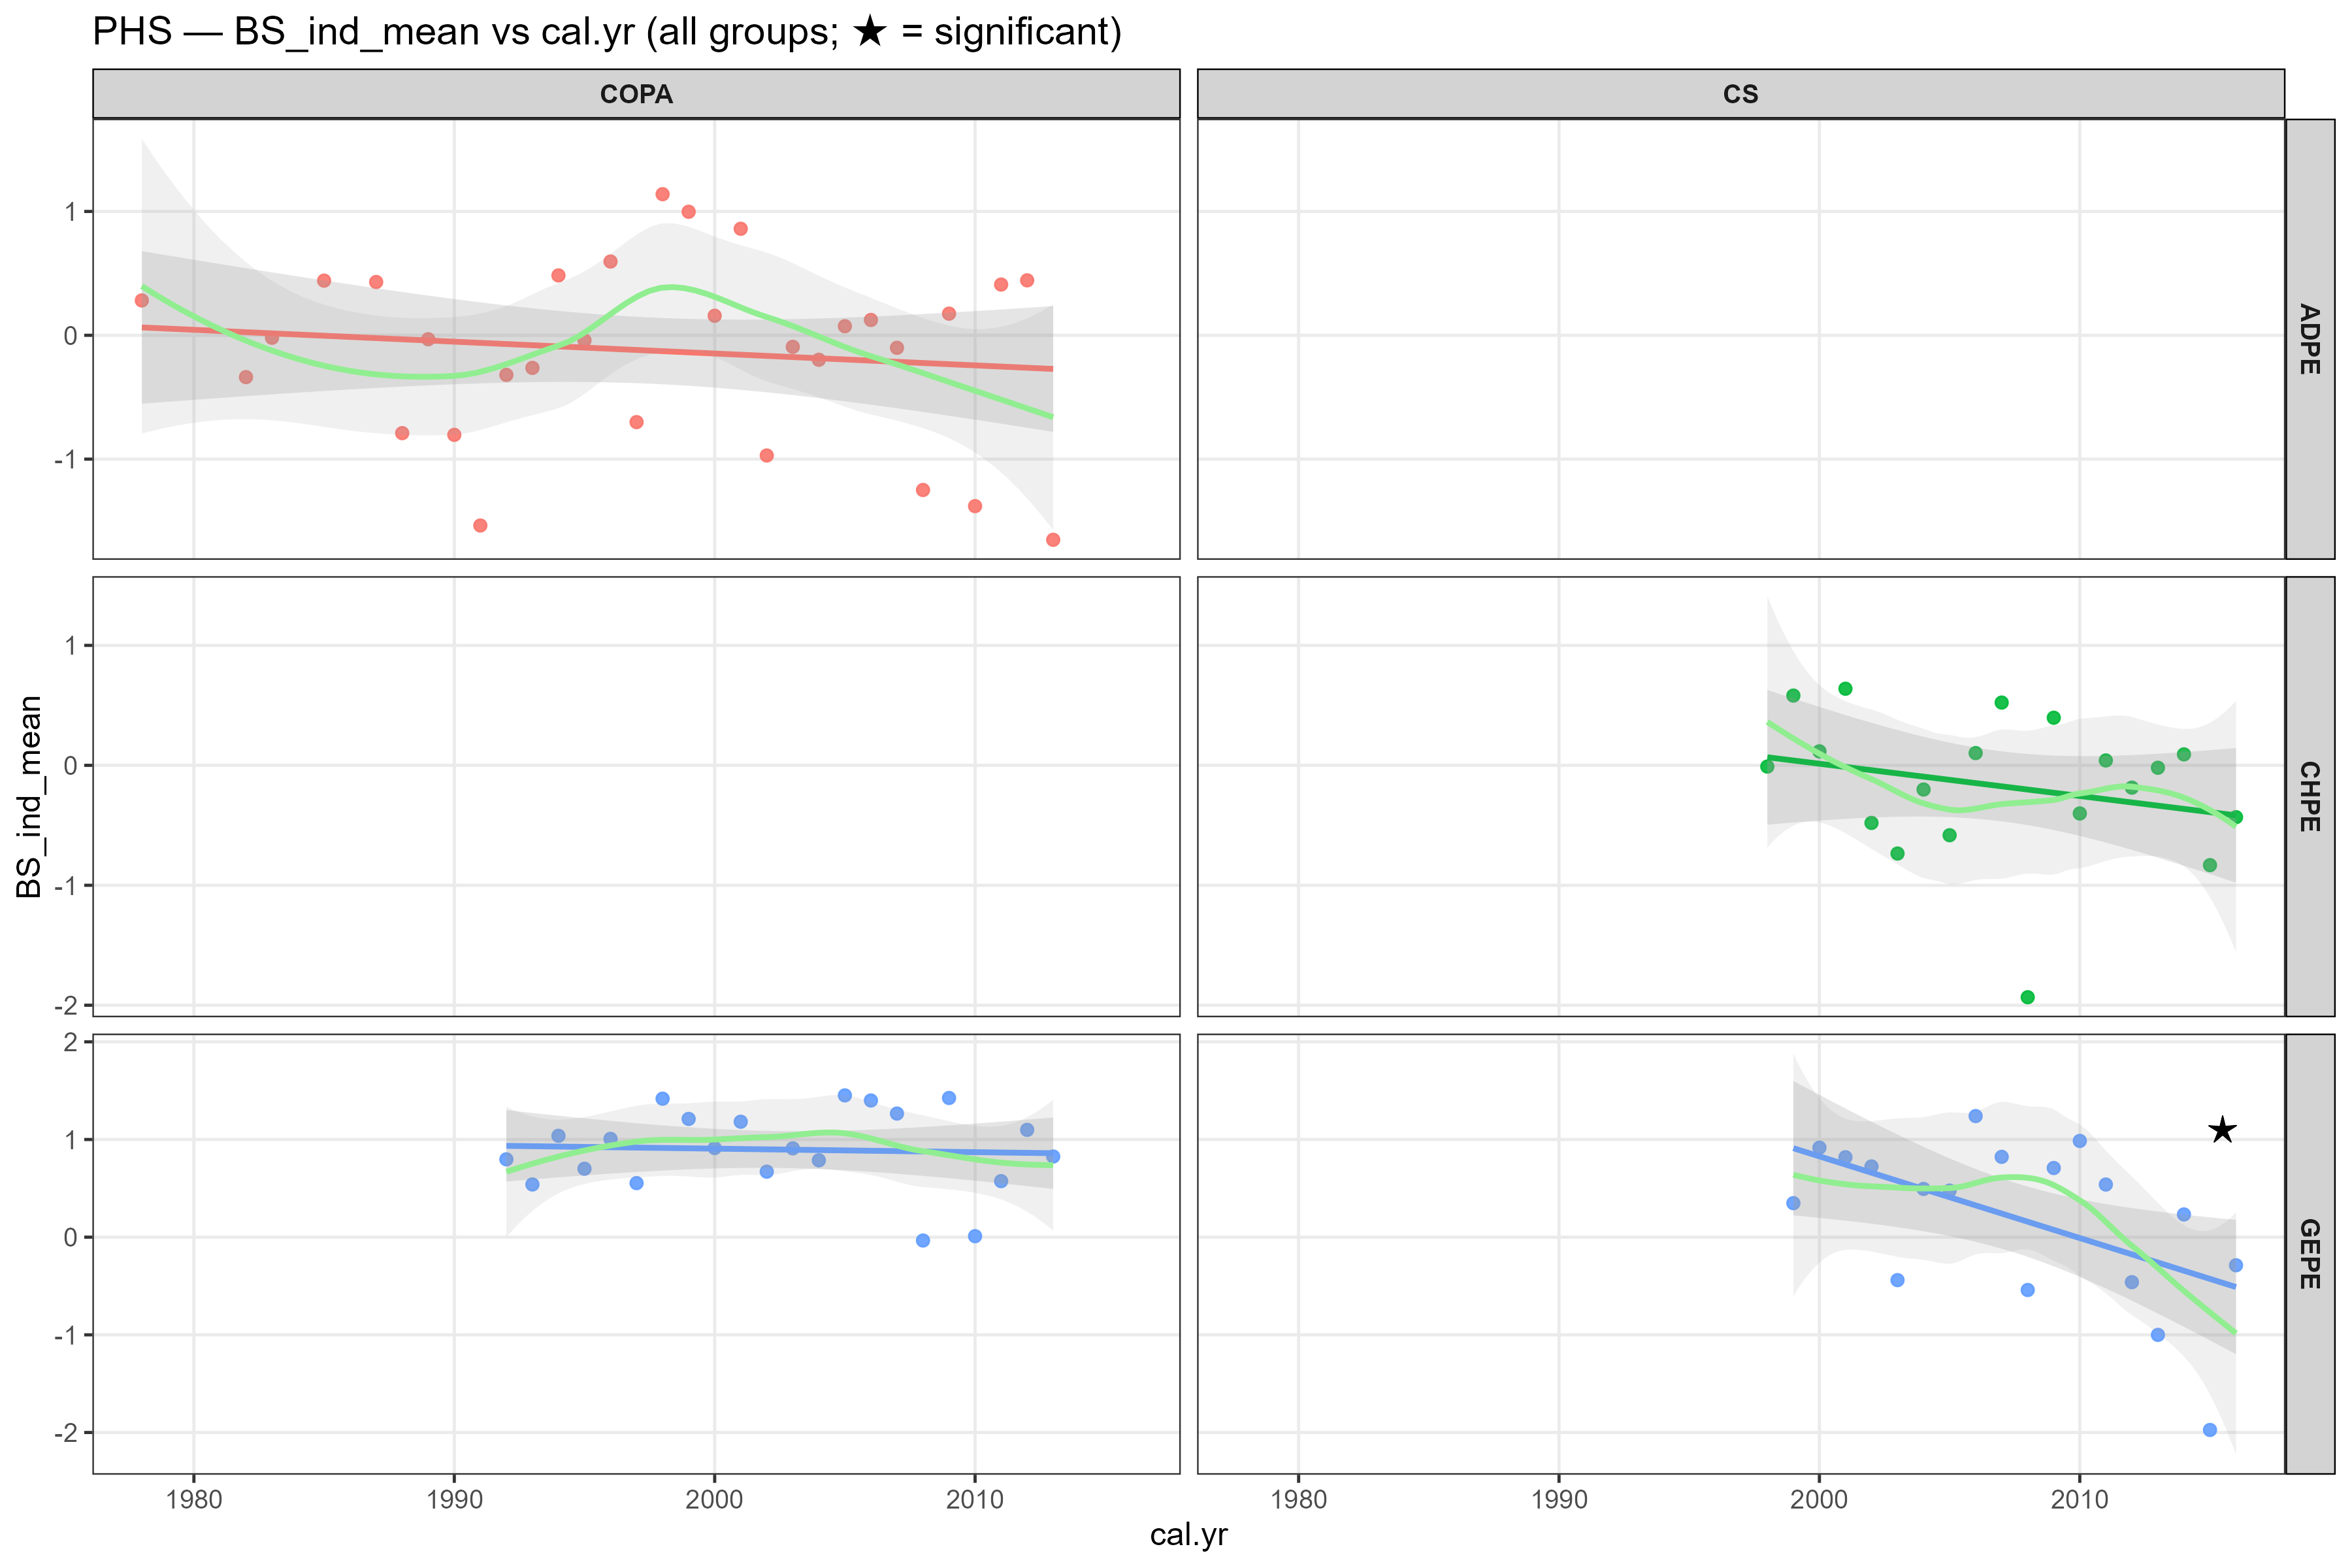 PHS — BS_ind_mean vs cal.yr (all groups; ★ = significant)
COPA
CS
1
0
-1
ADPE
1
0
-1
-2
CHPE
BS_ind_mean
2
1
0
-1
-2
★
GEPE
1980
1990
2000
2010
1980
1990
2000
2010
cal.yr